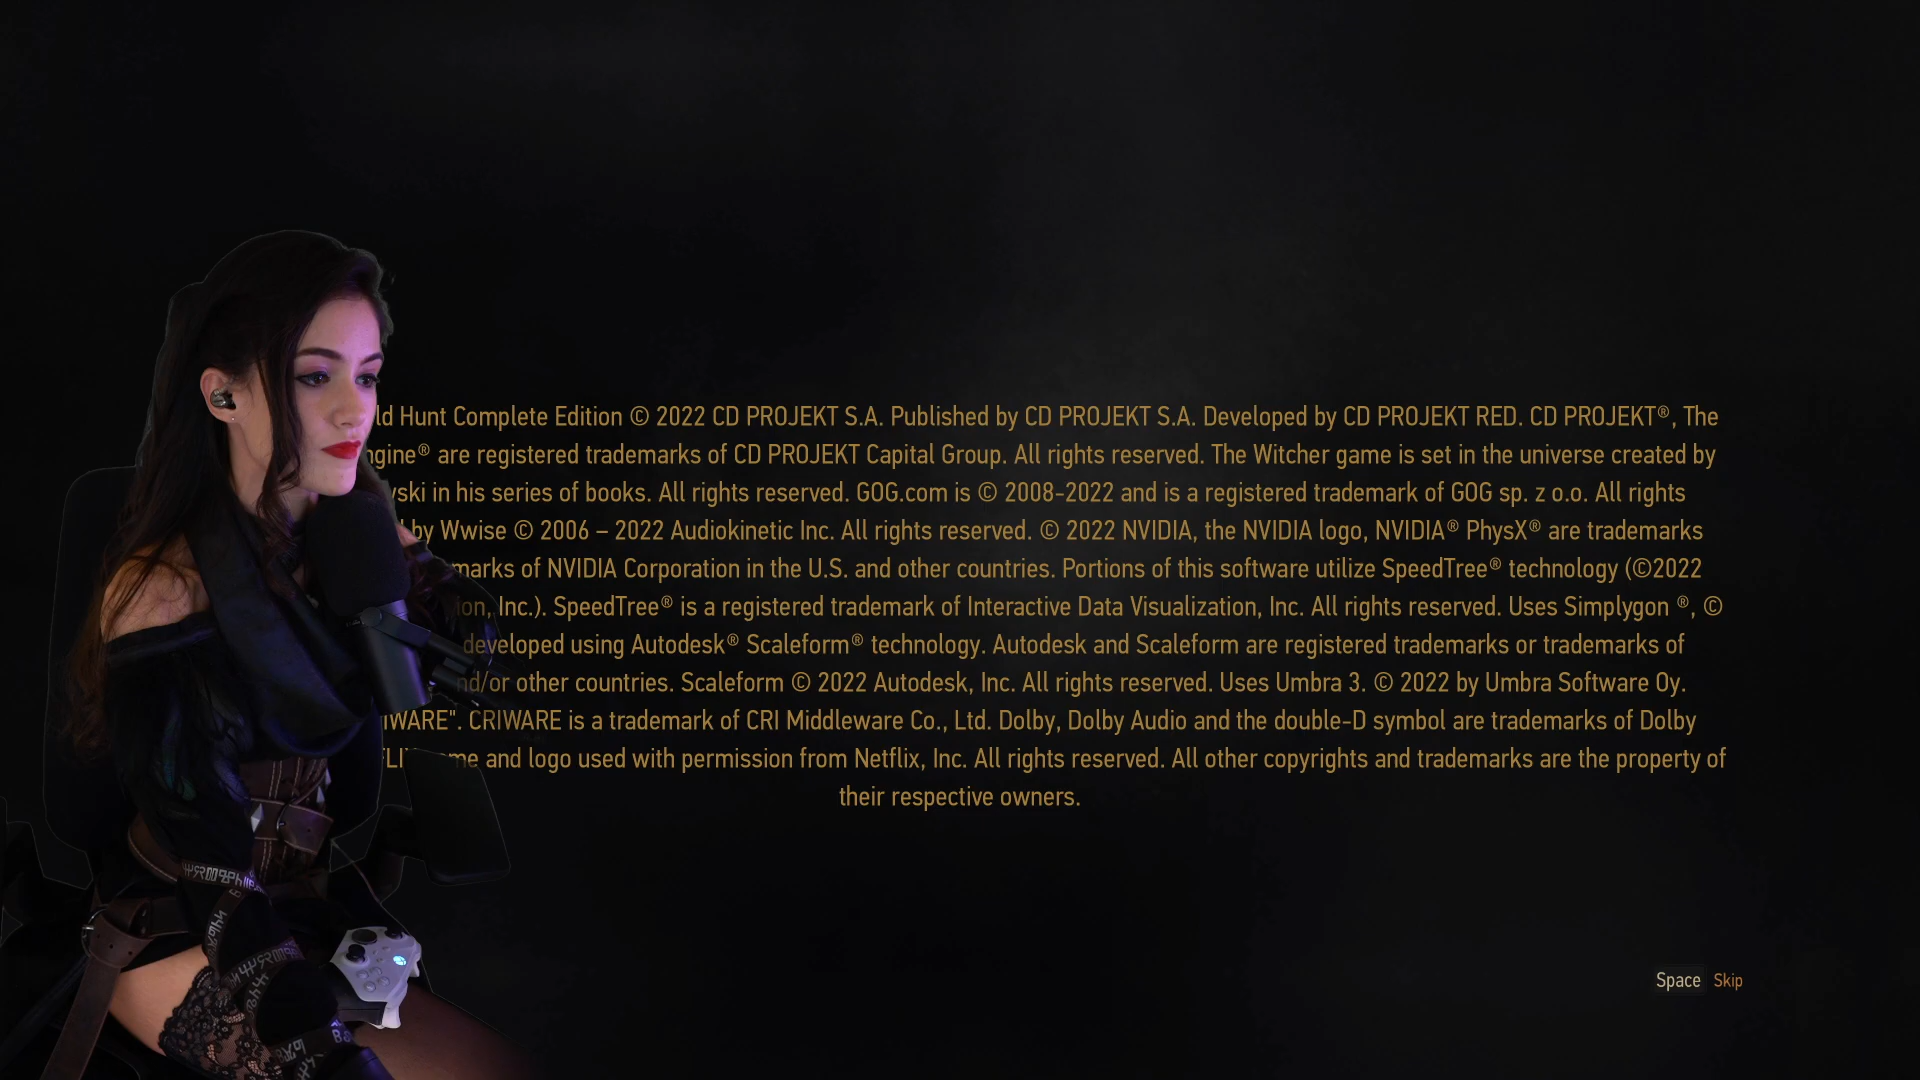 Hunt Complete Edition © 2022 CD PROJEKT S.A. Published by CD PROJEKT S.A. Developed by CD PROJEKT RED. CD PROJEKT®, The
are registered trademarks of CD PROJEKT Capital Group. All rights reserved. The Witcher game is set in the universe created by
in his series of books. All rights reserved. GOG.com is © 2008-2022 and is a registered trademark of GOG sp. z o.o. All rights
by Wwise © 2006 – 2022 Audiokinetic Inc. All rights reserved. © 2022 NVIDIA, the NVIDIA logo, NVIDIA® PhysX® are trademarks
of NVIDIA Corporation in the U.S. and other countries. Portions of this software utilize SpeedTree® technology (©2022
Inc.). SpeedTree® is a registered trademark of Interactive Data Visualization, Inc. All rights reserved. Uses Simplygon ®, ©
developed using Autodesk® Scaleform® technology. Autodesk and Scaleform are registered trademarks or trademarks of
other countries. Scaleform © 2022 Autodesk, Inc. All rights reserved. Uses Umbra 3. © 2022 by Umbra Software Oy.
CRIWARE is a trademark of CRI Middleware Co., Ltd. Dolby, Dolby Audio and the double-D symbol are trademarks of Dolby
and logo used with permission from Netflix, Inc. All rights reserved. All other copyrights and trademarks are the property of
their respective owners.
Space Skip